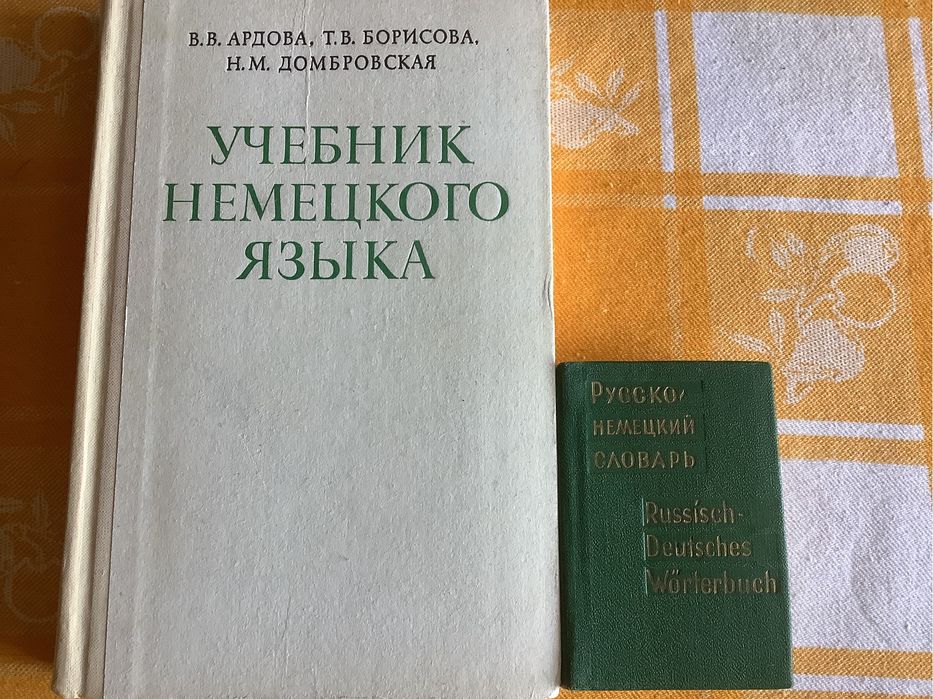 В.В. АРДОВА, Т.В. БОРИСОВА,
Н.М. ДОМБРОВСКАЯ
УЧЕБНИК
НЕМЕЦКОГО
ЯЗЫКА
Русско-
немецкий
словарь
Russisch-
Deutsches
Wörterbuch